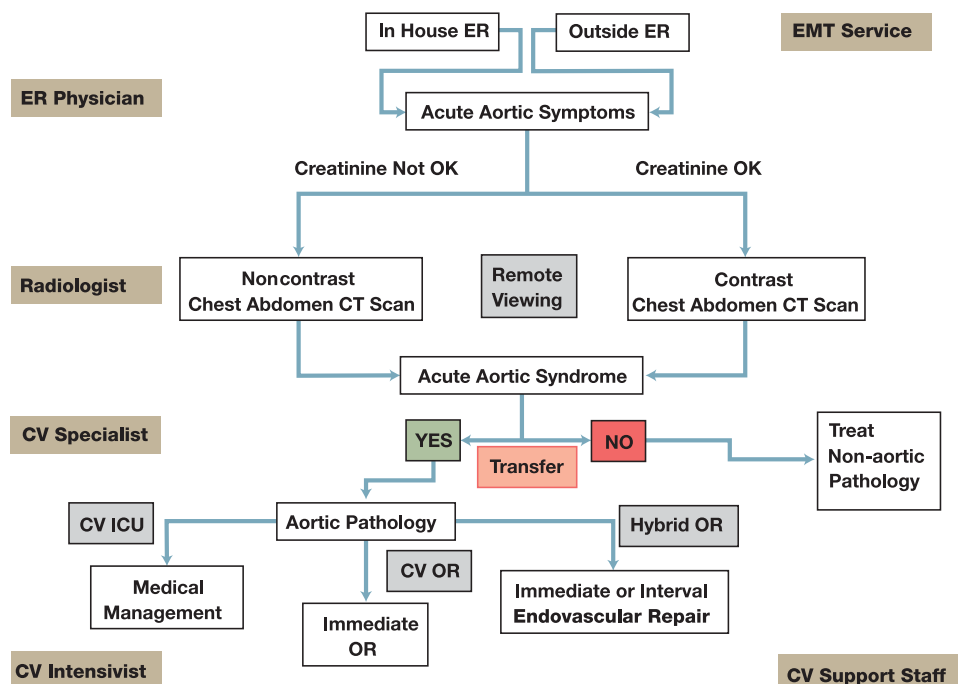 In House ER
Outside ER
EMT Service
ER Physician
Acute Aortic Symptoms
Creatinine Not OK
Creatinine OK
Radiologist
Noncontrast
Chest Abdomen CT Scan
Remote
Viewing
Contrast
Chest Abdomen CT Scan
Acute Aortic Syndrome
CV Specialist
YES
NO
Transfer
Treat
Non-aortic
Pathology
CV ICU
Aortic Pathology
Hybrid OR
CV OR
Medical
Management
Immediate
OR
Immediate or Interval
Endovascular Repair
CV Intensivist
CV Support Staff